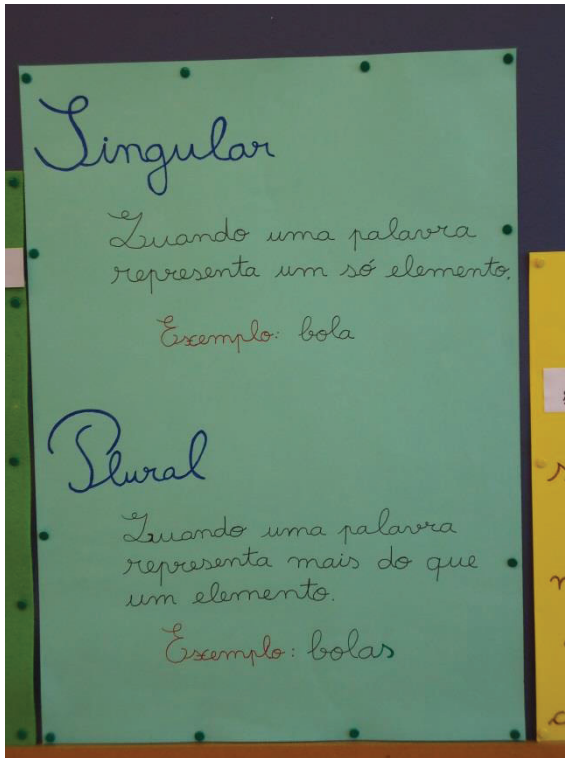 Singular
Quando uma palavra
representa um só elemento.
Exemplo: bola
Plural
Quando uma palavra
representa mais do que
um elemento.
Exemplo: bolas